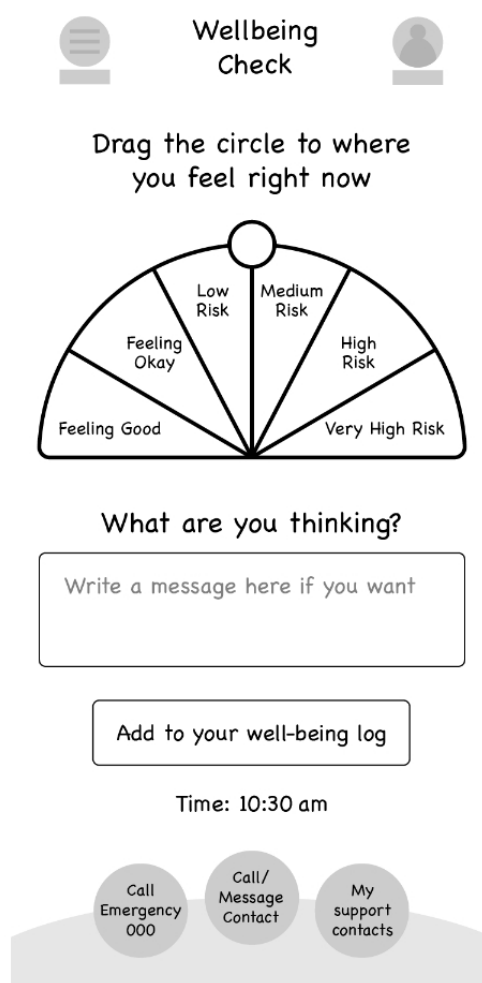 Wellbeing
Check
Drag the circle to where
you feel right now
Low
Risk
Medium
Risk
Feeling
Okay
High
Risk
Feeling Good
Very High Risk
What are you thinking?
Write a message here if you want
Add to your well-being log
Time: 10:30 am
Call
Emergency
000
Call/
Message
Contact
My
support
contacts